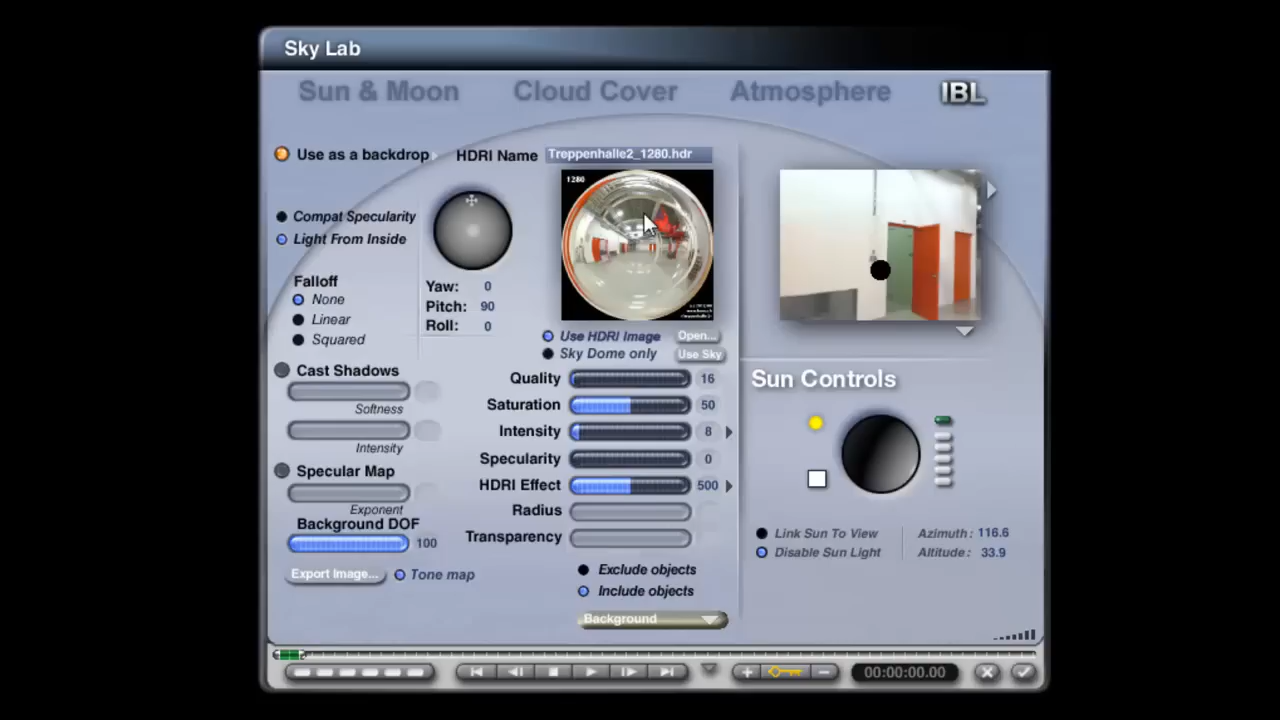 Sky Lab
Sun & Moon Cloud Cover Atmosphere IBL
Use as a backdrop
HDRI Name Treppenhalle2_1280.hdr
1280
Compat Specularity
Light From Inside
Falloff
None
Linear
Squared
Yaw: 0
Pitch: 90
Roll: 0
Use HDRI Image Open...
Sky Dome only Use Sky
Cast Shadows
Softness
Intensity
Specular Map
Exponent
Background DOF
100
Export Image... Tone map
Quality 16
Saturation 50
Intensity 8
Specularity 0
HDRI Effect 500
Radius
Transparency
Exclude objects
Include objects
Background
Sun Controls
Link Sun To View
Disable Sun Light
Azimuth: 116.6
Altitude: 33.9
00:00:00.00